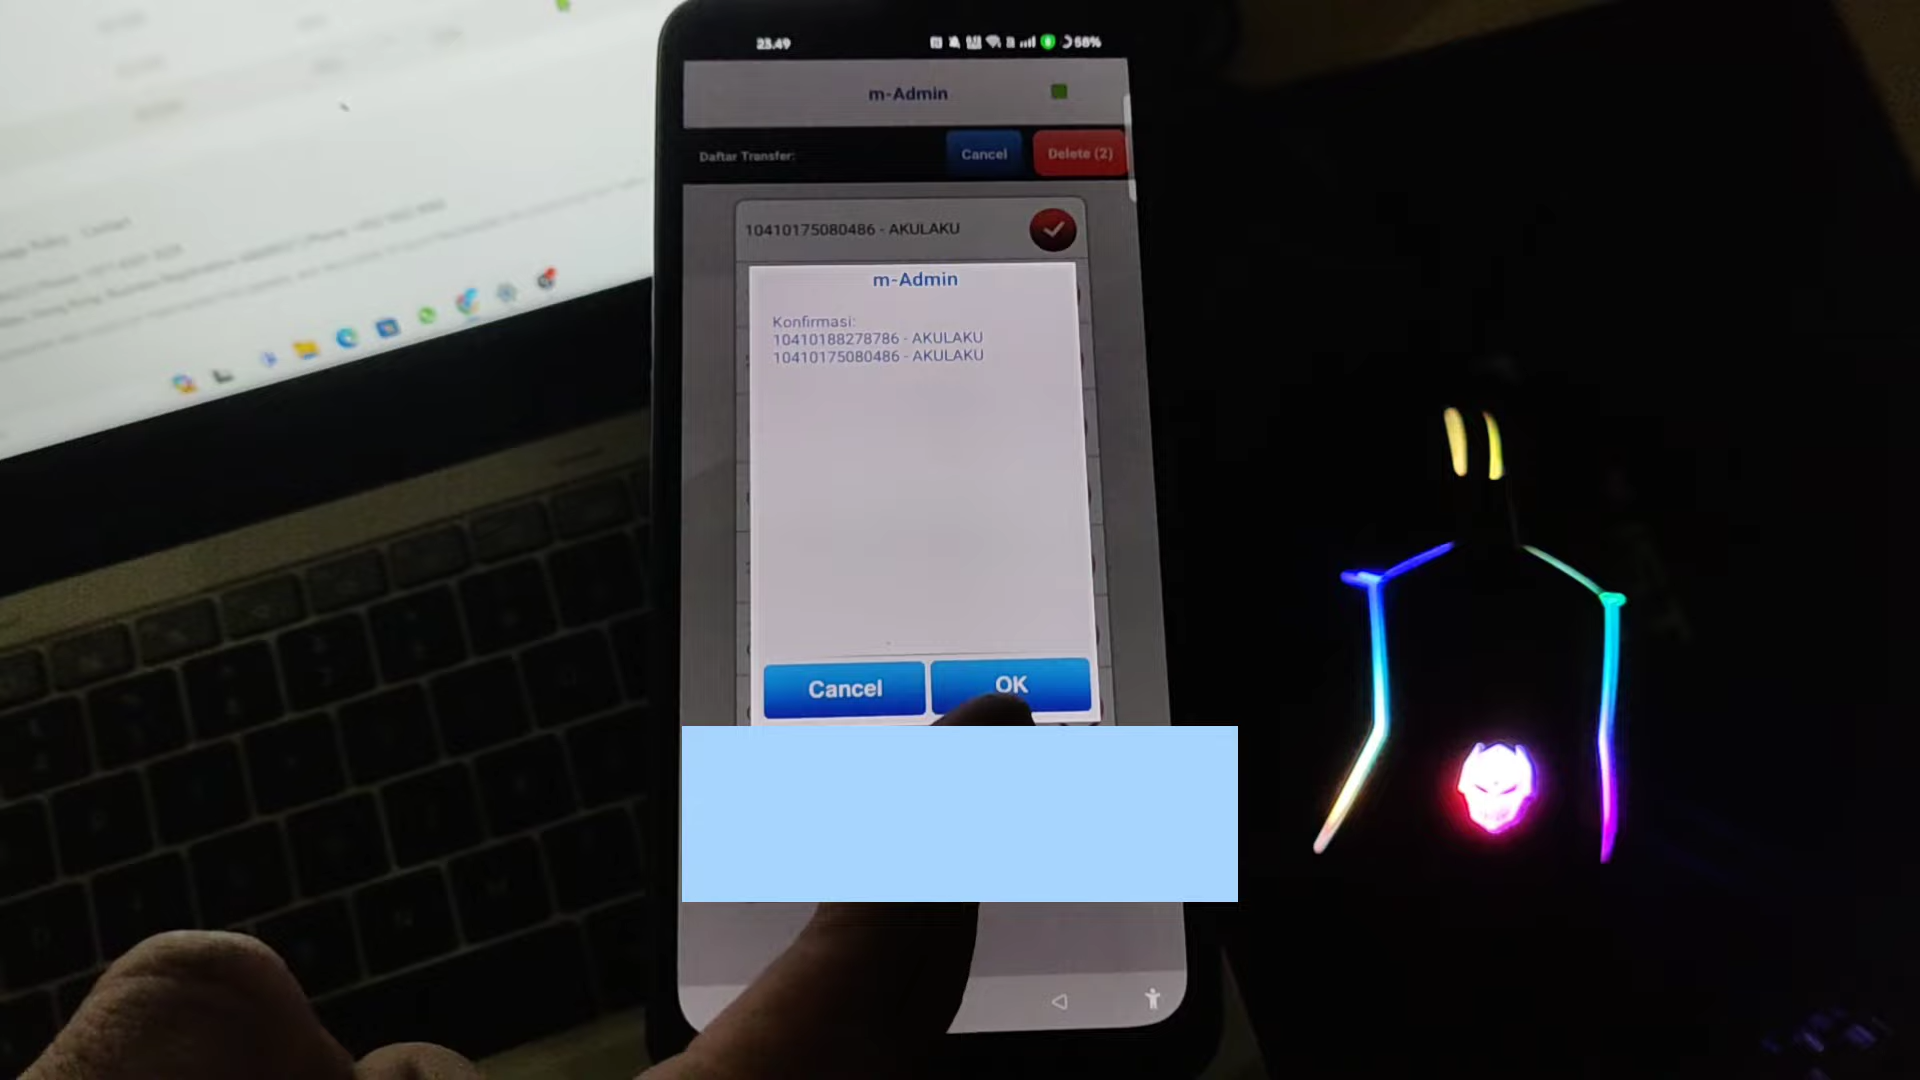 23.49
58%
m-Admin
Daftar Transfer:
Cancel
Delete (2)
10410175080486 - AKULAKU
m-Admin
Konfirmasi:
10410188278786 - AKULAKU
10410175080486 - AKULAKU
Cancel
OK